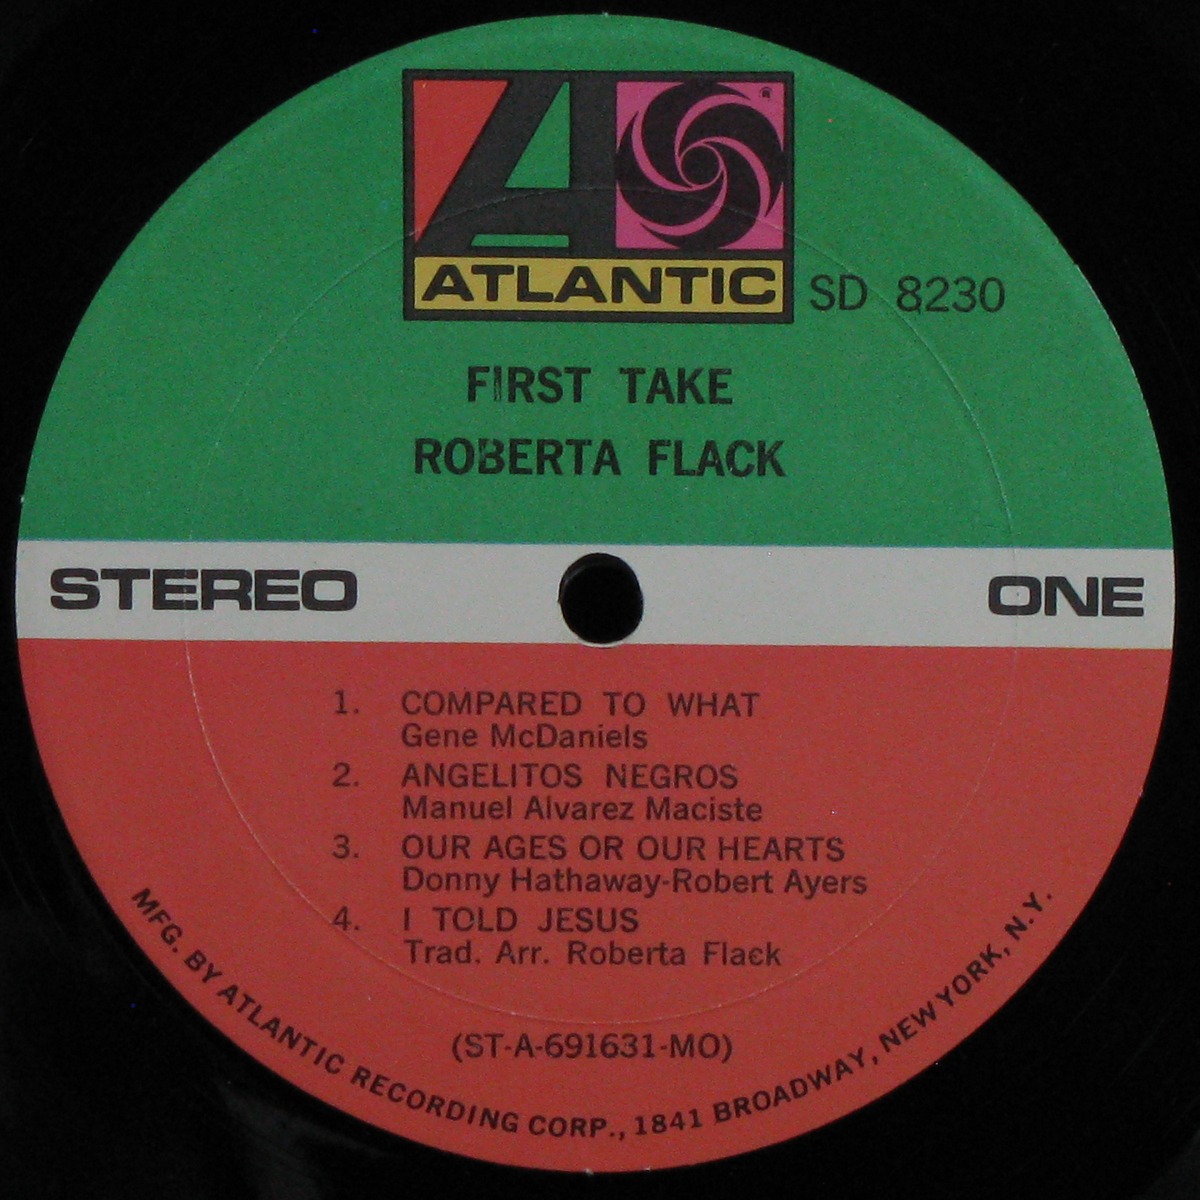 ATLANTIC
SD 8230
FIRST TAKE
ROBERTA FLACK
STEREO
ONE
1. COMPARED TO WHAT
Gene McDaniels
2. ANGELITOS NEGROS
Manuel Alvarez Maciste
3. OUR AGES OR OUR HEARTS
Donny Hathaway-Robert Ayers
4. I TOLD JESUS
Trad. Arr. Roberta Flack
(ST-A-691631-MO)
MFG. BY ATLANTIC RECORDING CORP., 1841 BROADWAY, NEW YORK, N.Y.